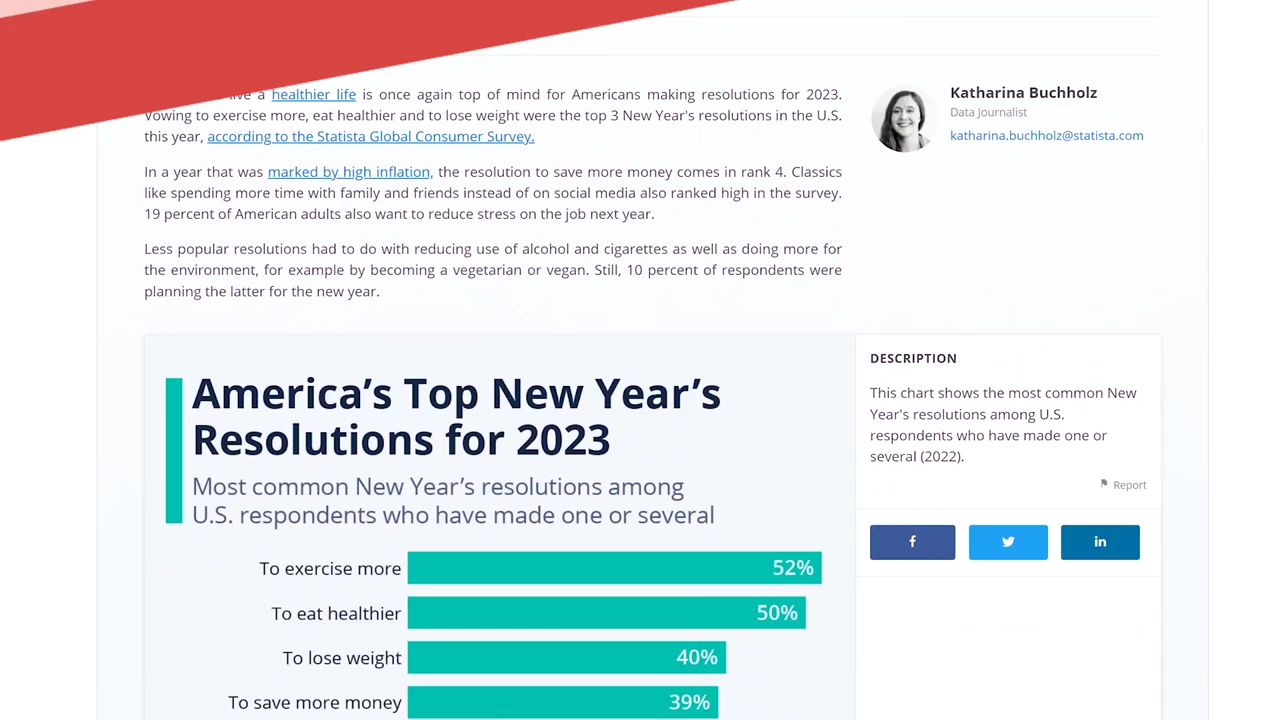 healthier life is once again top of mind for Americans making resolutions for 2023.
Vowing to exercise more, eat healthier and to lose weight were the top 3 New Year's resolutions in the U.S.
this year, according to the Statista Global Consumer Survey.
In a year that was marked by high inflation, the resolution to save more money comes in rank 4. Classics
like spending more time with family and friends instead of on social media also ranked high in the survey.
19 percent of American adults also want to reduce stress on the job next year.
Less popular resolutions had to do with reducing use of alcohol and cigarettes as well as doing more for
the environment, for example by becoming a vegetarian or vegan. Still, 10 percent of respondents were
planning the latter for the new year.
Katharina Buchholz
Data Journalist
katharina.buchholz@statista.com
America's Top New Year's
Resolutions for 2023
Most common New Year's resolutions among
U.S. respondents who have made one or several
To exercise more 52%
To eat healthier 50%
To lose weight 40%
To save more money 39%
DESCRIPTION
This chart shows the most common New
Year's resolutions among U.S.
respondents who have made one or
several (2022).
Report
f
in